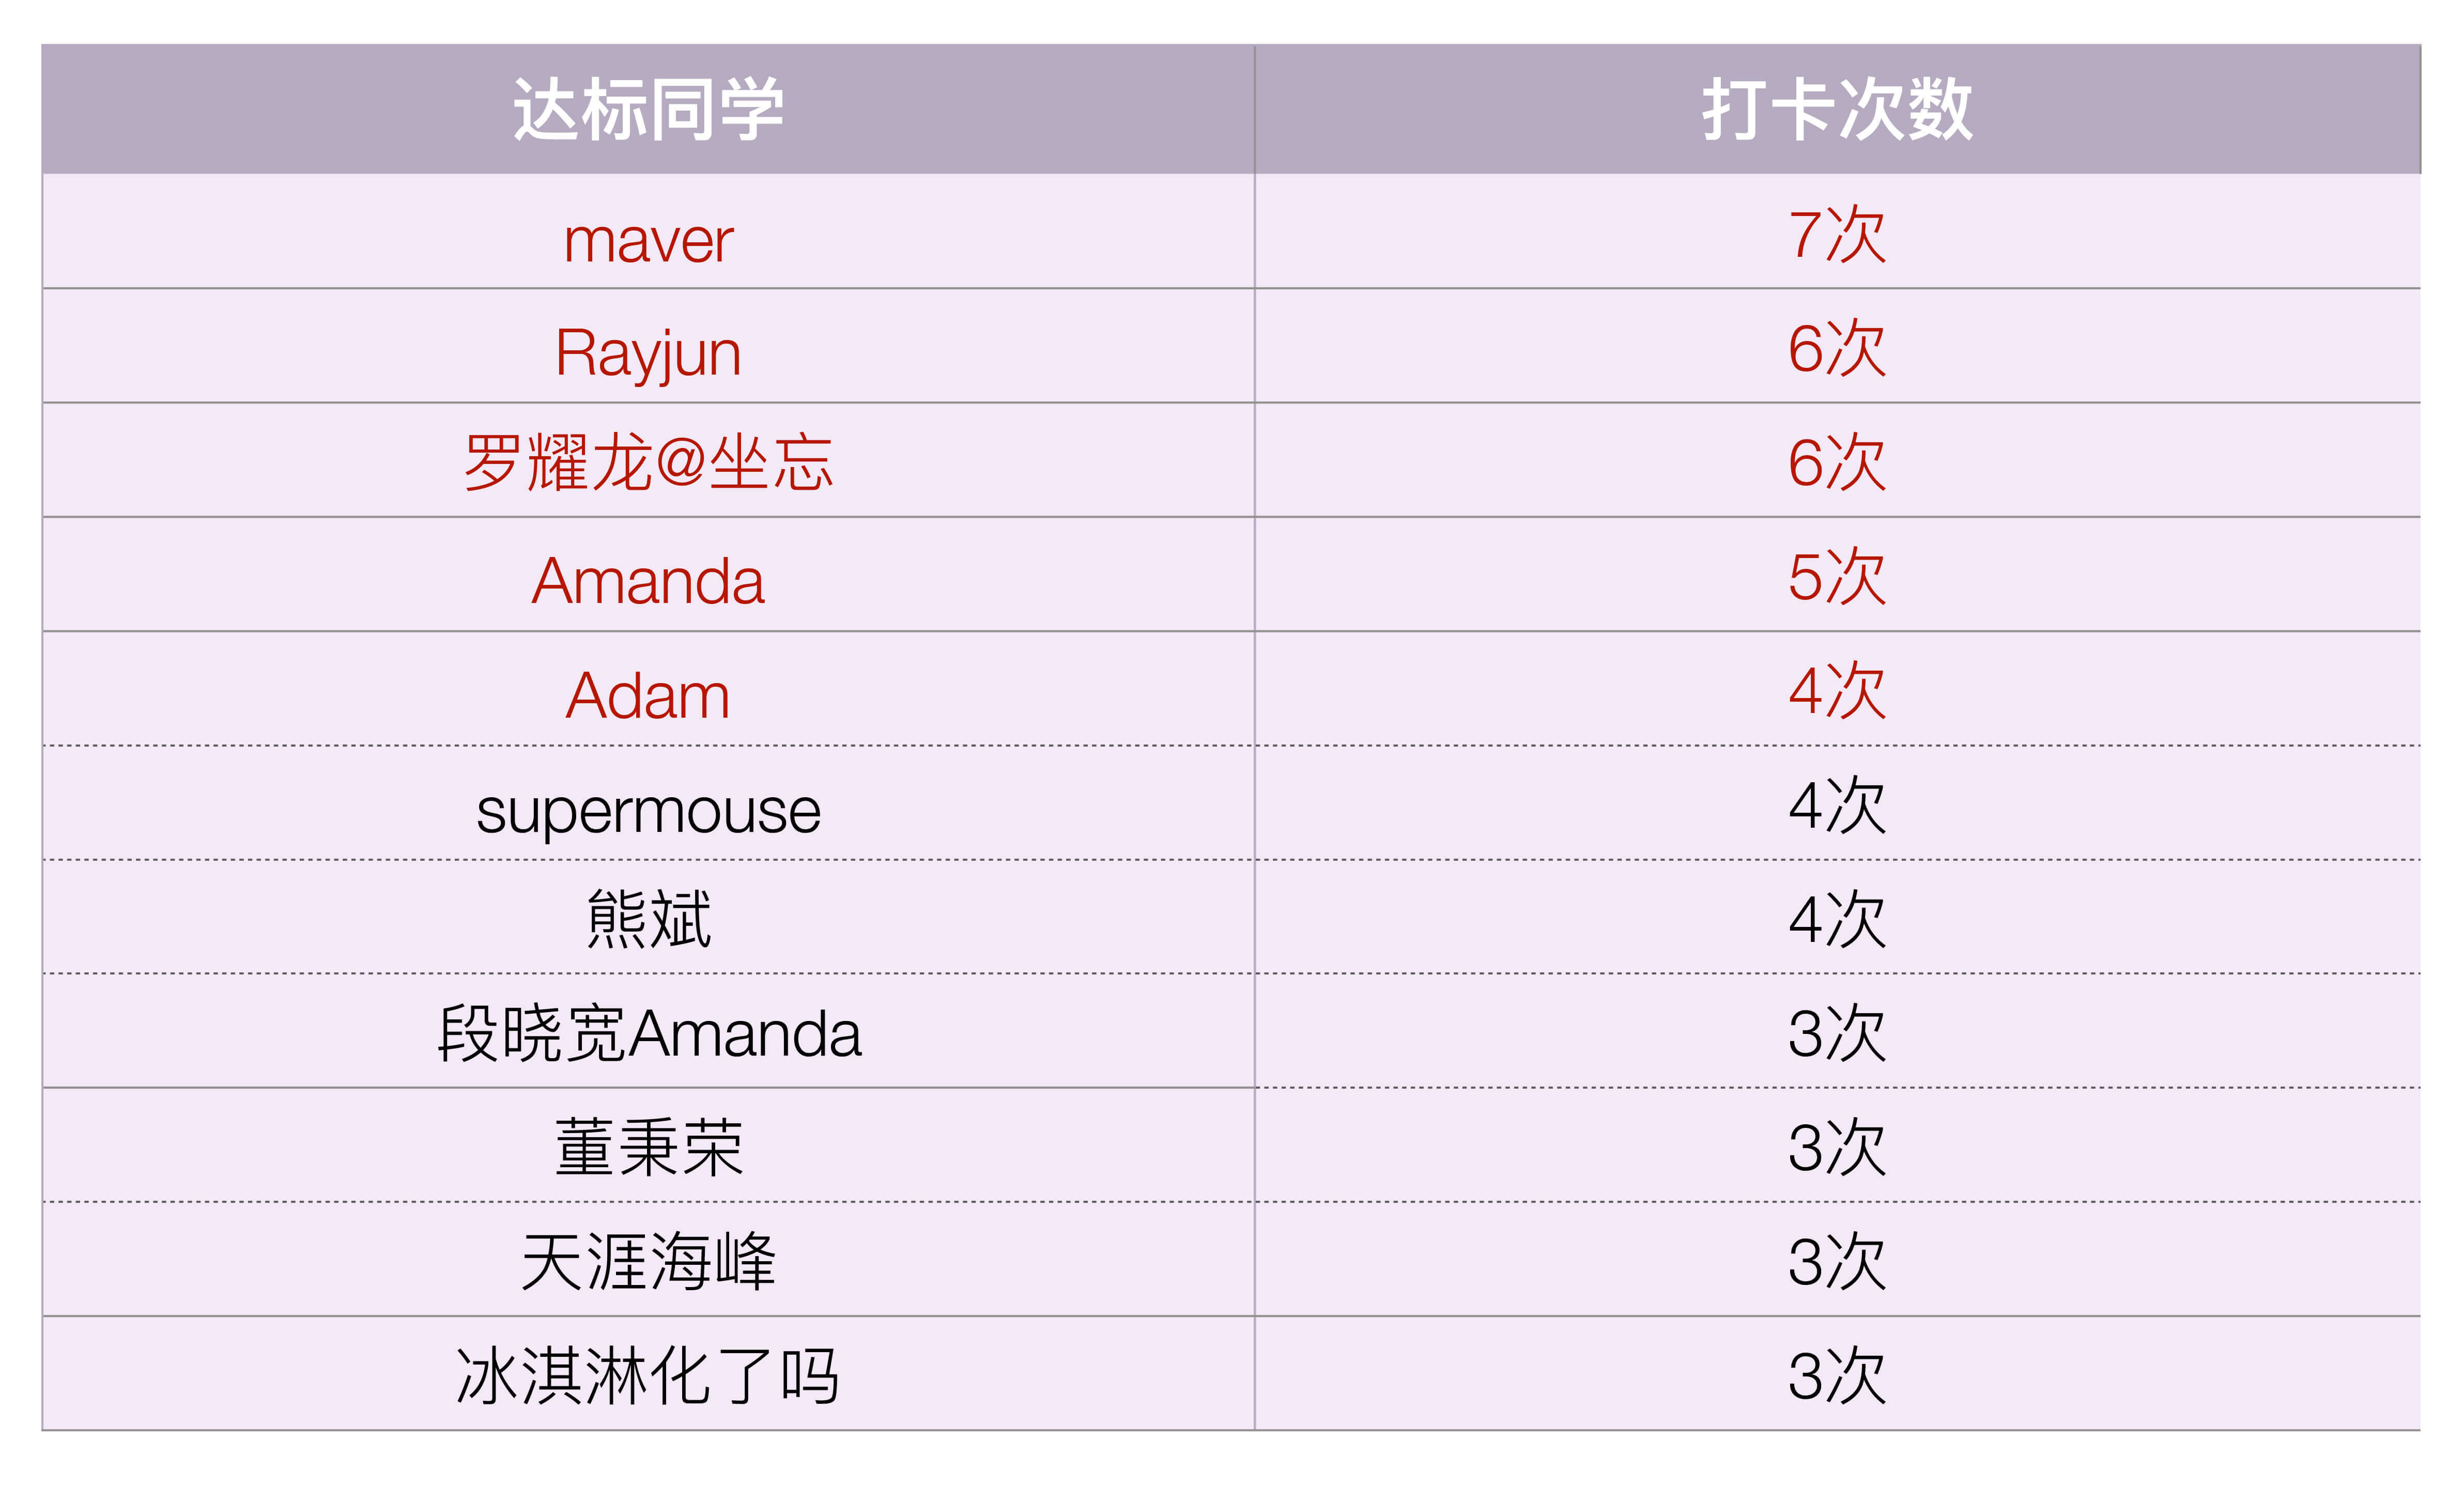 达标同学 打卡次数
maver 7次
Rayjun 6次
罗耀龙@坐忘 6次
Amanda 5次
Adam 4次
supermouse 4次
熊斌 4次
段晓宽Amanda 3次
董秉荣 3次
天涯海峰 3次
冰淇淋化了吗 3次